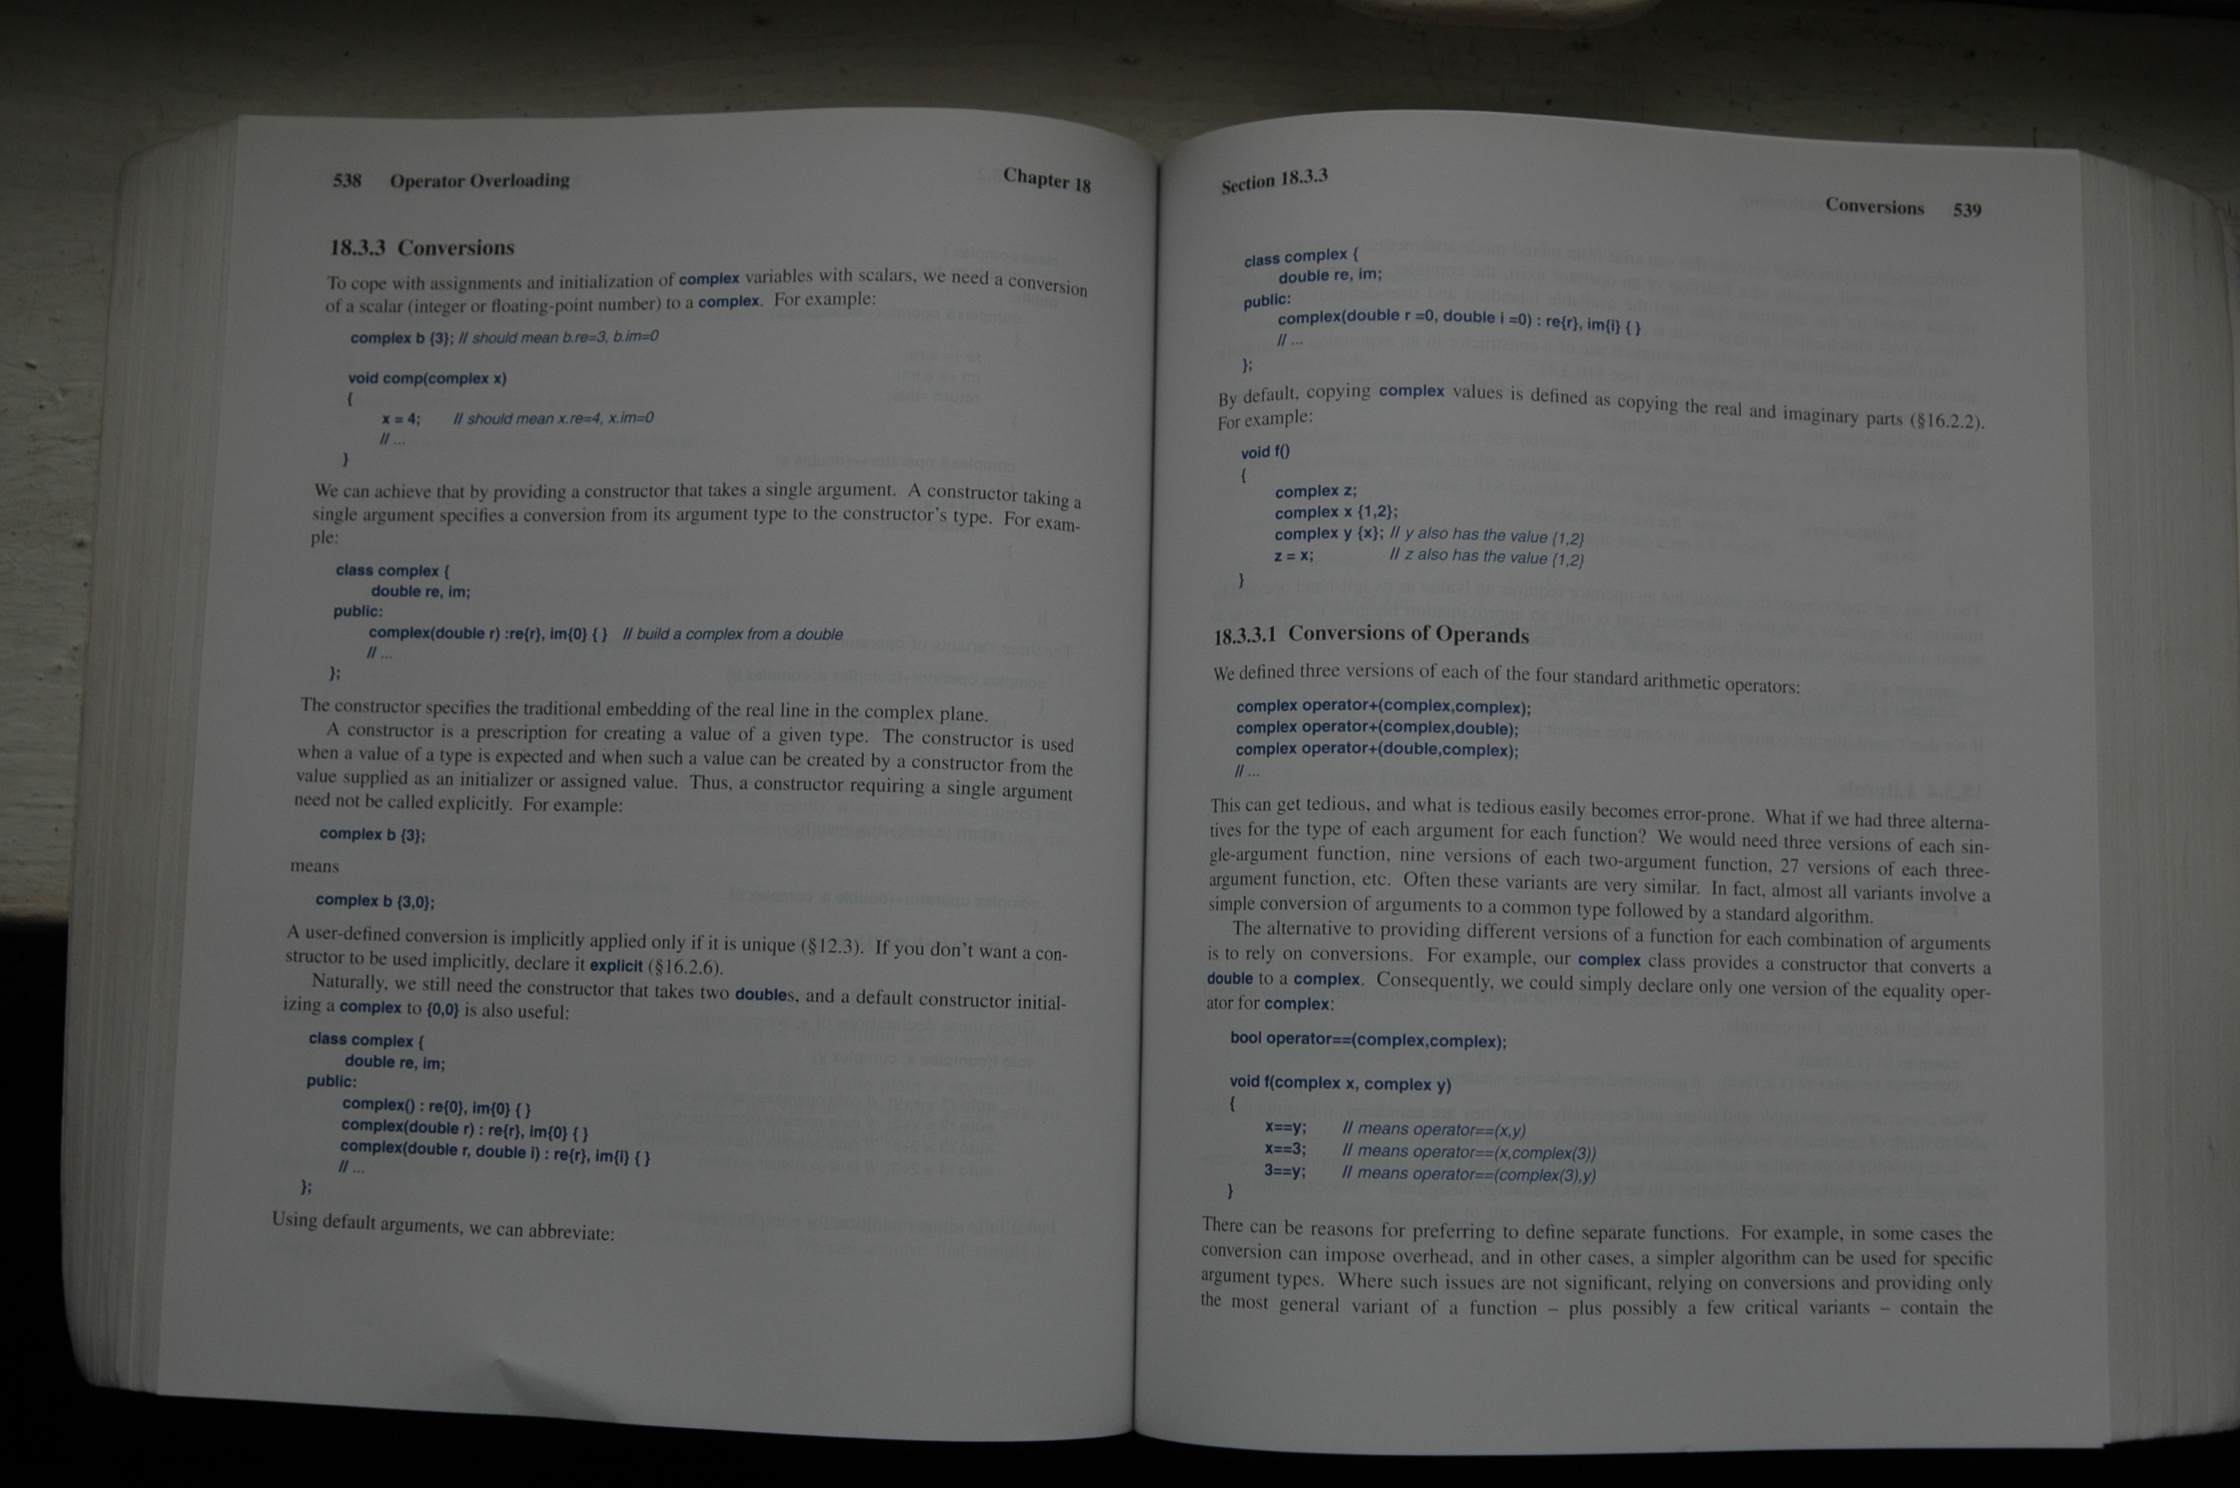 538 Operator Overloading Chapter 18
18.3.3 Conversions
To cope with assignments and initialization of complex variables with scalars, we need a conversion
of a scalar (integer or floating-point number) to a complex. For example:
complex b {3}; // should mean b.re=3, b.im=0
void comp(complex x)
{
x = 4; // should mean x.re=4, x.im=0
// ...
}
We can achieve that by providing a constructor that takes a single argument. A constructor taking a
single argument specifies a conversion from its argument type to the constructor's type. For exam-
ple:
class complex {
double re, im;
public:
complex(double r) :re{r}, im{0} { } // build a complex from a double
// ...
};
The constructor specifies the traditional embedding of the real line in the complex plane.
A constructor is a prescription for creating a value of a given type. The constructor is used
when a value of a type is expected and when such a value can be created by a constructor from the
value supplied as an initializer or assigned value. Thus, a constructor requiring a single argument
need not be called explicitly. For example:
complex b {3};
means
complex b {3,0};
A user-defined conversion is implicitly applied only if it is unique (§12.3). If you don't want a con-
structor to be used implicitly, declare it explicit (§16.2.6).
Naturally, we still need the constructor that takes two doubles, and a default constructor initial-
izing a complex to {0,0} is also useful:
class complex {
double re, im;
public:
complex() : re{0}, im{0} { }
complex(double r) : re{r}, im{0} { }
complex(double r, double i) : re{r}, im{i} { }
// ...
};
Using default arguments, we can abbreviate:
Section 18.3.3 Conversions 539
class complex {
double re, im;
public:
complex(double r =0, double i =0) : re{r}, im{i} { }
// ...
};
By default, copying complex values is defined as copying the real and imaginary parts (§16.2.2).
For example:
void f()
{
complex z;
complex x {1,2};
complex y {x}; // y also has the value {1,2}
z = x; // z also has the value {1,2}
}
18.3.3.1 Conversions of Operands
We defined three versions of each of the four standard arithmetic operators:
complex operator+(complex,complex);
complex operator+(complex,double);
complex operator+(double,complex);
// ...
This can get tedious, and what is tedious easily becomes error-prone. What if we had three alterna-
tives for the type of each argument for each function? We would need three versions of each sin-
gle-argument function, nine versions of each two-argument function, 27 versions of each three-
argument function, etc. Often these variants are very similar. In fact, almost all variants involve a
simple conversion of arguments to a common type followed by a standard algorithm.
The alternative to providing different versions of a function for each combination of arguments
is to rely on conversions. For example, our complex class provides a constructor that converts a
double to a complex. Consequently, we could simply declare only one version of the equality oper-
ator for complex:
bool operator==(complex,complex);
void f(complex x, complex y)
{
x==y; // means operator==(x,y)
x==3; // means operator==(x,complex(3))
3==y; // means operator==(complex(3),y)
}
There can be reasons for preferring to define separate functions. For example, in some cases the
conversion can impose overhead, and in other cases, a simpler algorithm can be used for specific
argument types. Where such issues are not significant, relying on conversions and providing only
the most general variant of a function – plus possibly a few critical variants – contain the